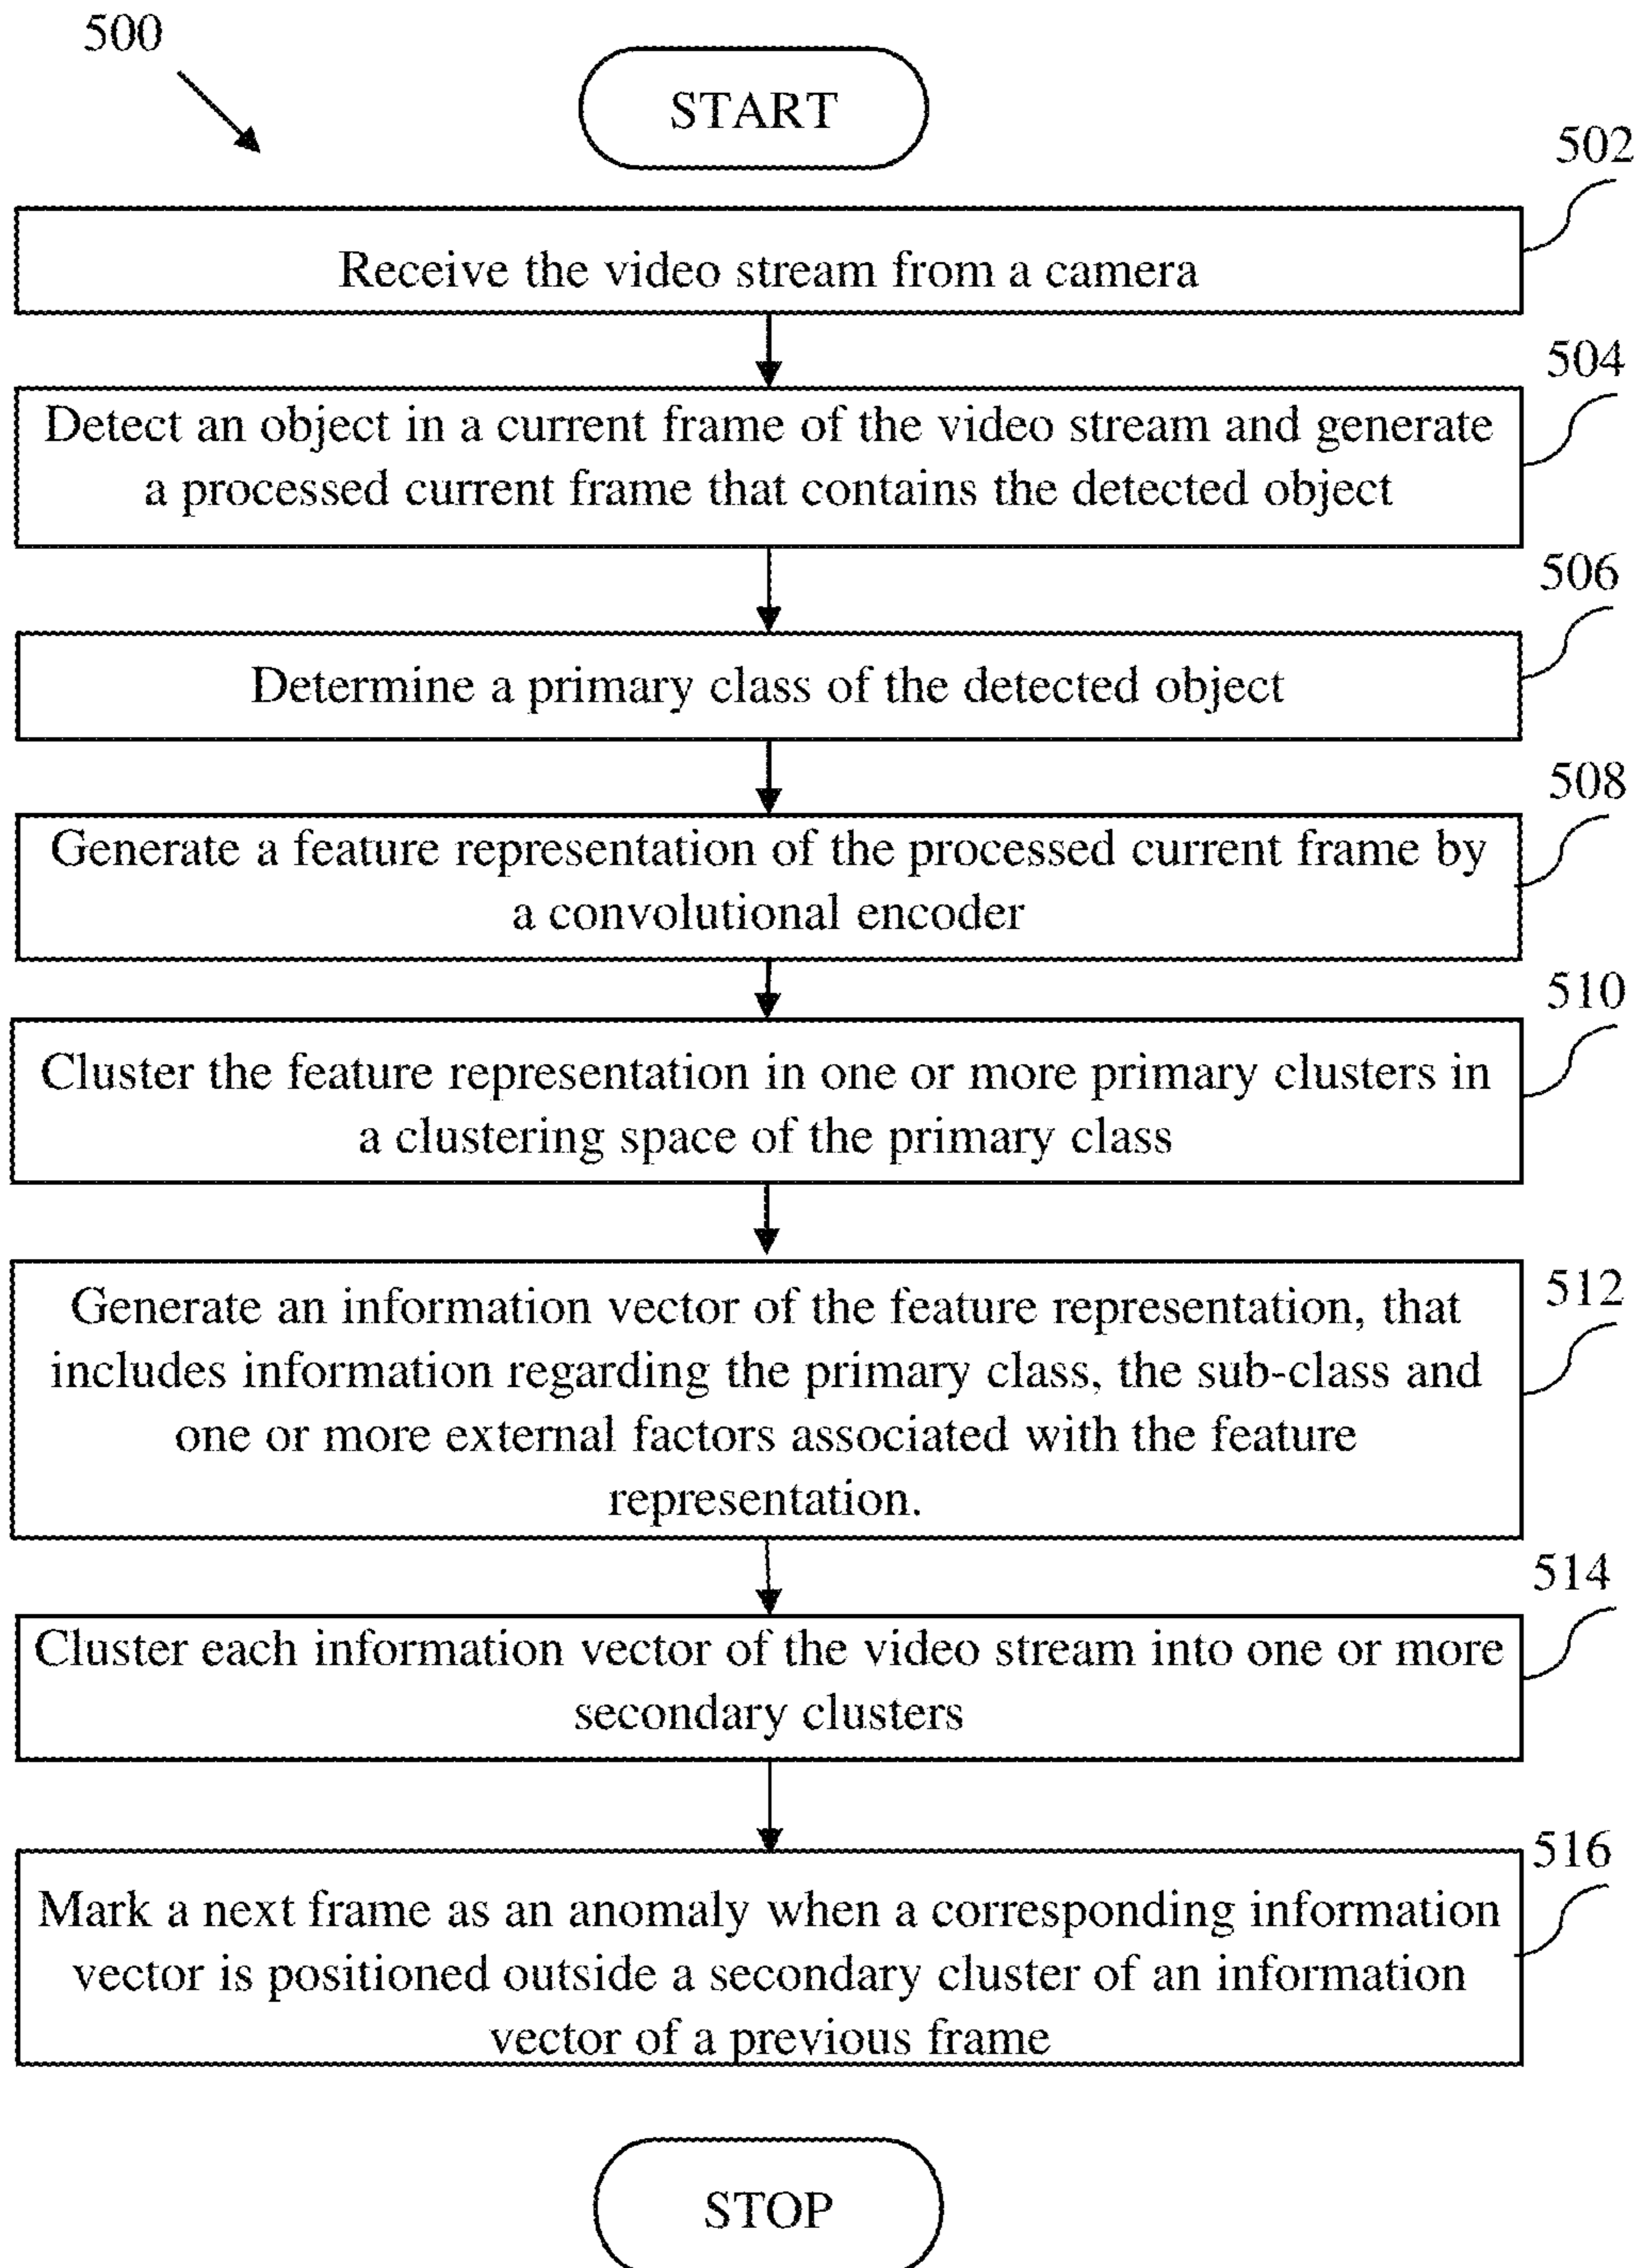 500
START
502
Receive the video stream from a camera
504
Detect an object in a current frame of the video stream and generate
a processed current frame that contains the detected object
506
Determine a primary class of the detected object
508
Generate a feature representation of the processed current frame by
a convolutional encoder
510
Cluster the feature representation in one or more primary clusters in
a clustering space of the primary class
512
Generate an information vector of the feature representation, that
includes information regarding the primary class, the sub-class and
one or more external factors associated with the feature
representation.
514
Cluster each information vector of the video stream into one or more
secondary clusters
516
Mark a next frame as an anomaly when a corresponding information
vector is positioned outside a secondary cluster of an information
vector of a previous frame
STOP